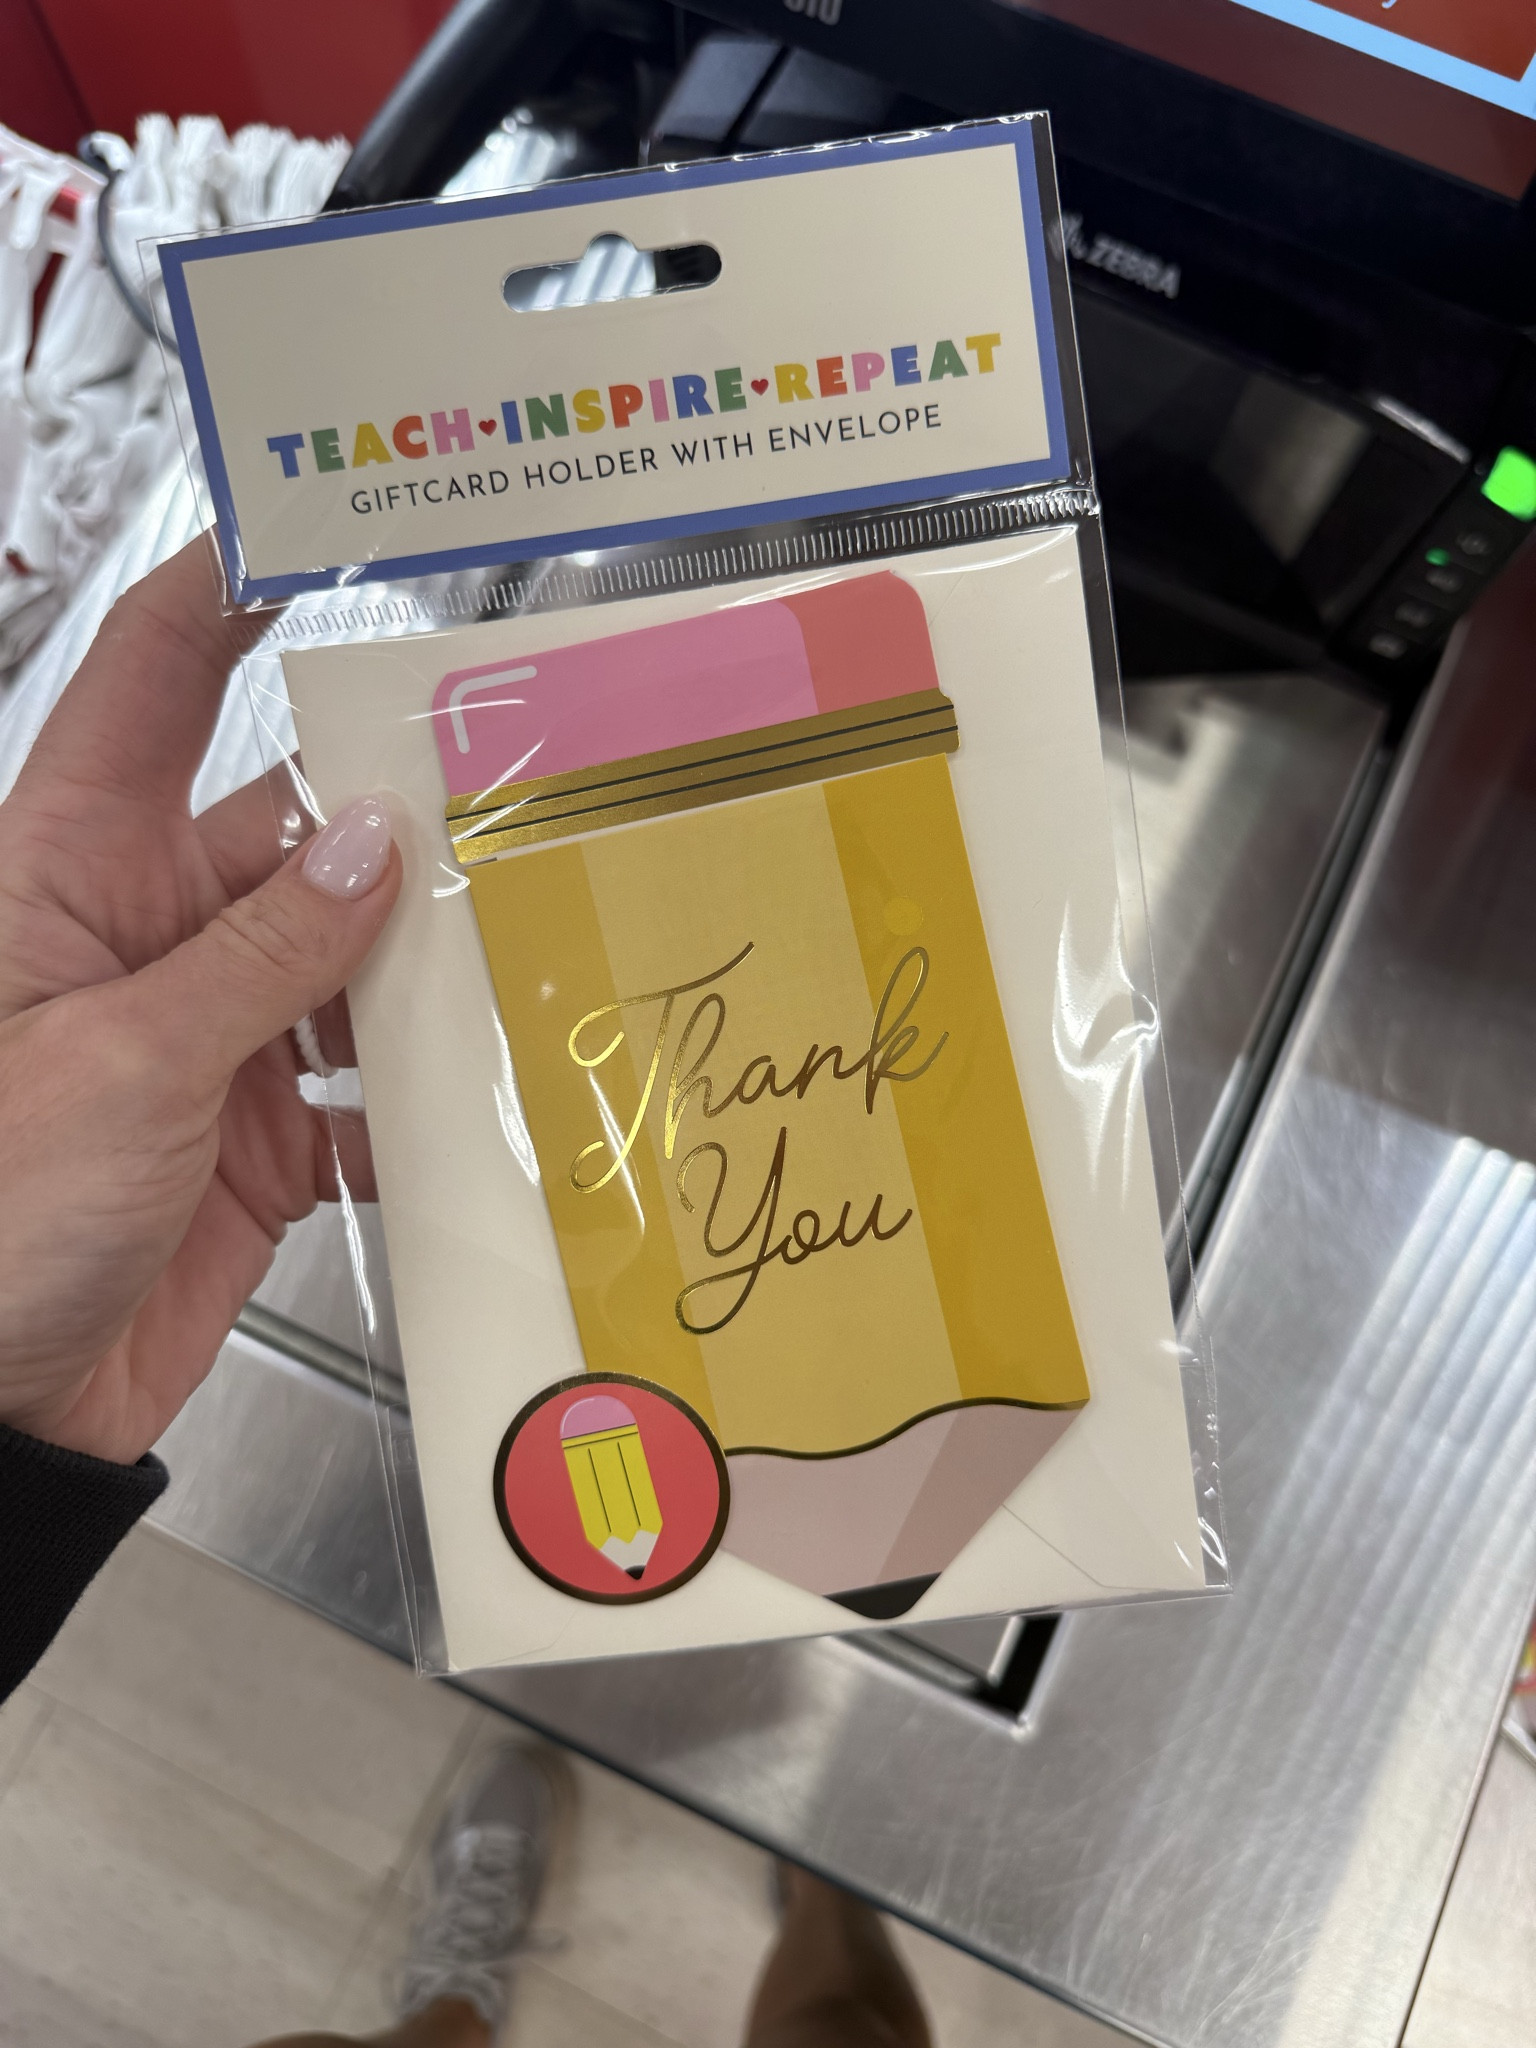 TEACH♥INSPIRE♥REPEAT
GIFTCARD HOLDER WITH ENVELOPE
Thank
You
ZEBRA